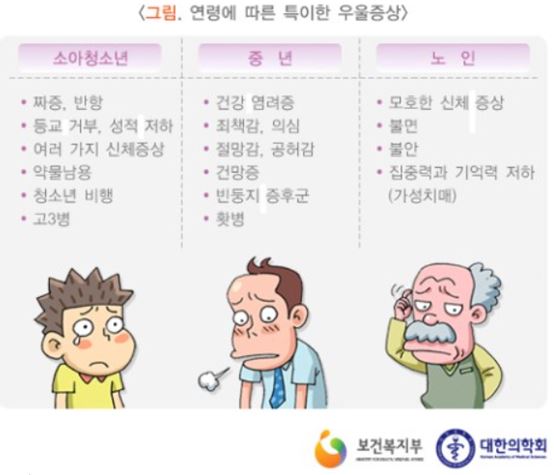 <그림. 연령에 따른 특이한 우울증상>
소아청소년
• 짜증, 반항
• 등교 거부, 성적 저하
• 여러 가지 신체증상
• 약물남용
• 청소년 비행
• 고3병
중 년
• 건강 염려증
• 죄책감, 의심
• 절망감, 공허감
• 건망증
• 빈둥지 증후군
• 홧병
노 인
• 모호한 신체 증상
• 불면
• 불안
• 집중력과 기억력 저하
(가성치매)
보건복지부
대한의학회
Korean Academy of Medical Sciences